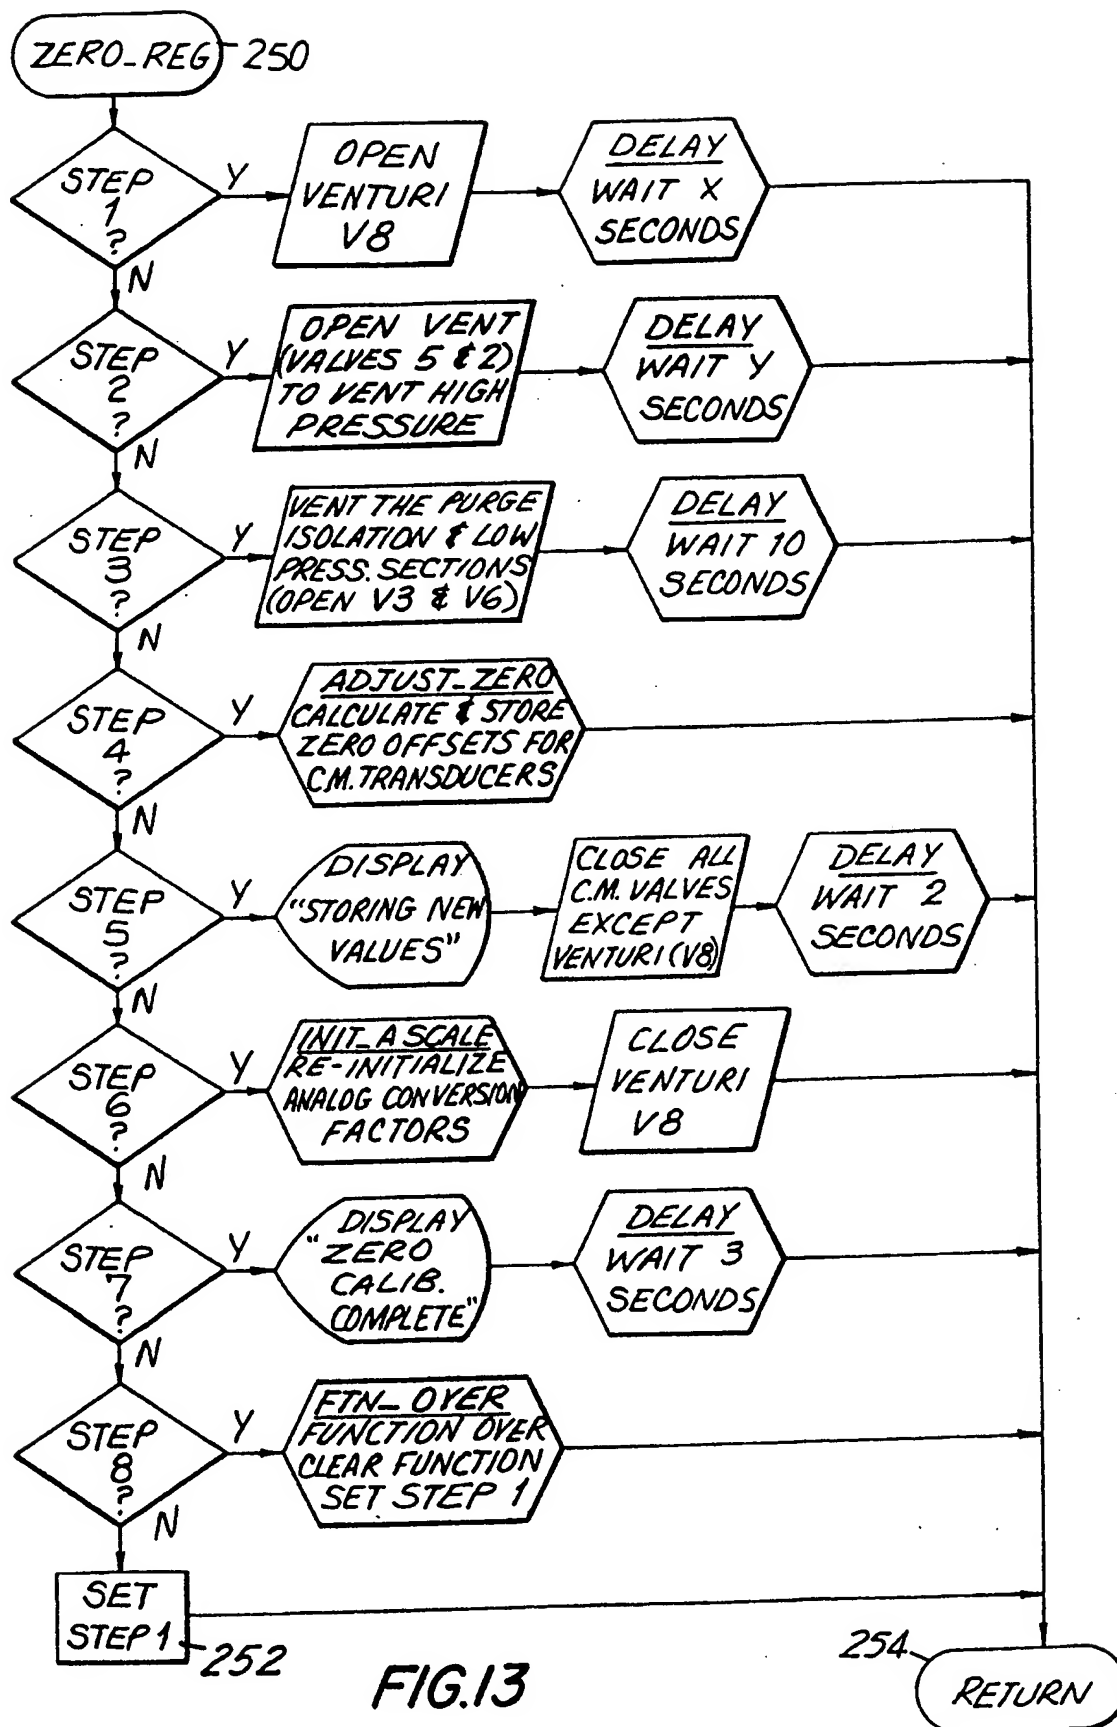 ZERO_REG 250
STEP
1
?
Y
N
OPEN
VENTURI
V8
DELAY
WAIT X
SECONDS
STEP
2
?
Y
N
OPEN VENT
(VALVES 5 & 2)
TO VENT HIGH
PRESSURE
DELAY
WAIT Y
SECONDS
STEP
3
?
Y
N
VENT THE PURGE
ISOLATION & LOW
PRESS. SECTIONS
(OPEN V3 & V6)
DELAY
WAIT 10
SECONDS
STEP
4
?
Y
N
ADJUST_ZERO
CALCULATE & STORE
ZERO OFFSETS FOR
C.M. TRANSDUCERS
STEP
5
?
Y
N
DISPLAY
"STORING NEW
VALUES"
CLOSE ALL
C.M. VALVES
EXCEPT
VENTURI (V8)
DELAY
WAIT 2
SECONDS
STEP
6
?
Y
N
INIT_A SCALE
RE-INITIALIZE
ANALOG CONVERSION
FACTORS
CLOSE
VENTURI
V8
STEP
7
?
Y
N
DISPLAY
"ZERO
CALIB.
COMPLETE"
DELAY
WAIT 3
SECONDS
STEP
8
?
Y
N
FTN_OVER
FUNCTION OVER
CLEAR FUNCTION
SET STEP 1
SET
STEP 1
252
FIG.13
254
RETURN